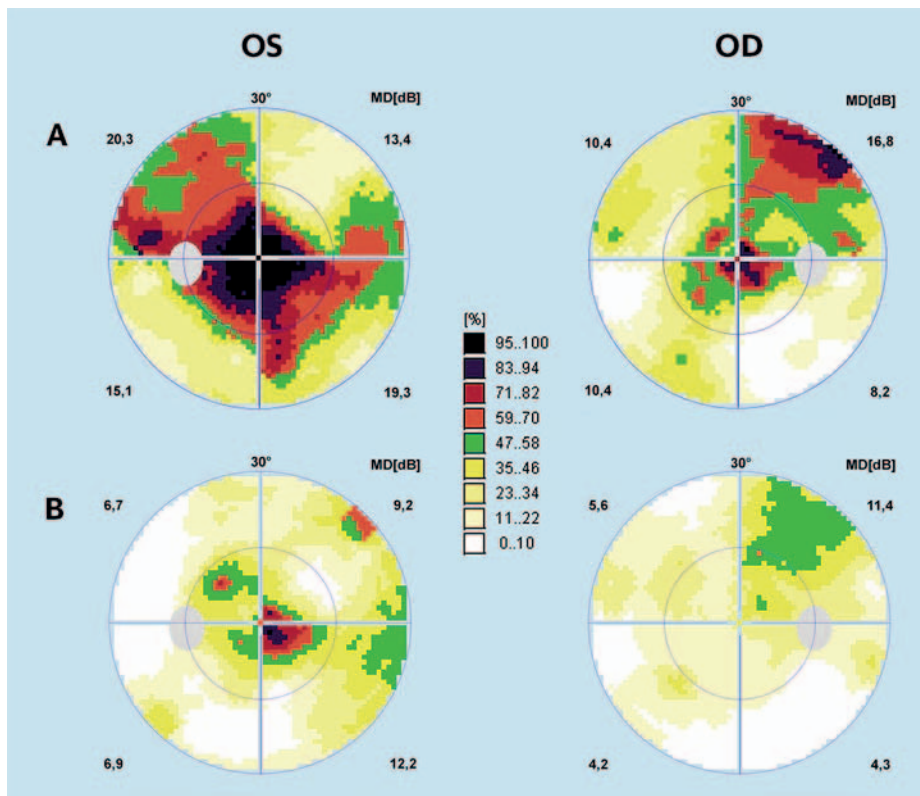 OS OD
A 30° MD[dB] 30° MD[dB]
20,3 13,4 10,4 16,8
[%]
95..100
83..94
71..82
59..70
47..58
35..46
23..34
11..22
0..10
15,1 19,3 10,4 8,2
B 30° MD[dB] 30° MD[dB]
6,7 9,2 5,6 11,4
6,9 12,2 4,2 4,3